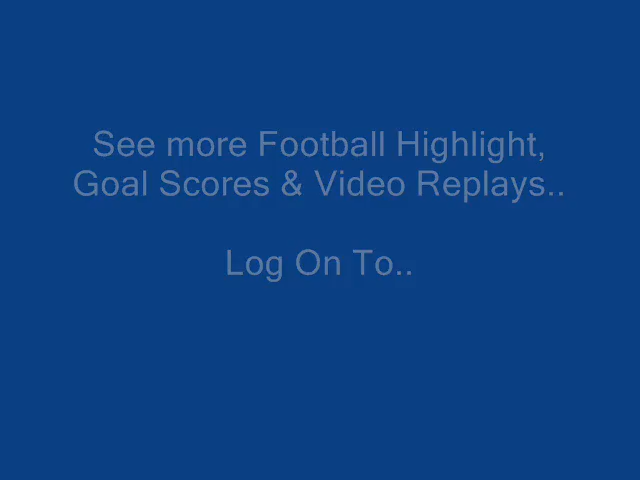 See more Football Highlight,
Goal Scores & Video Replays..
Log On To..